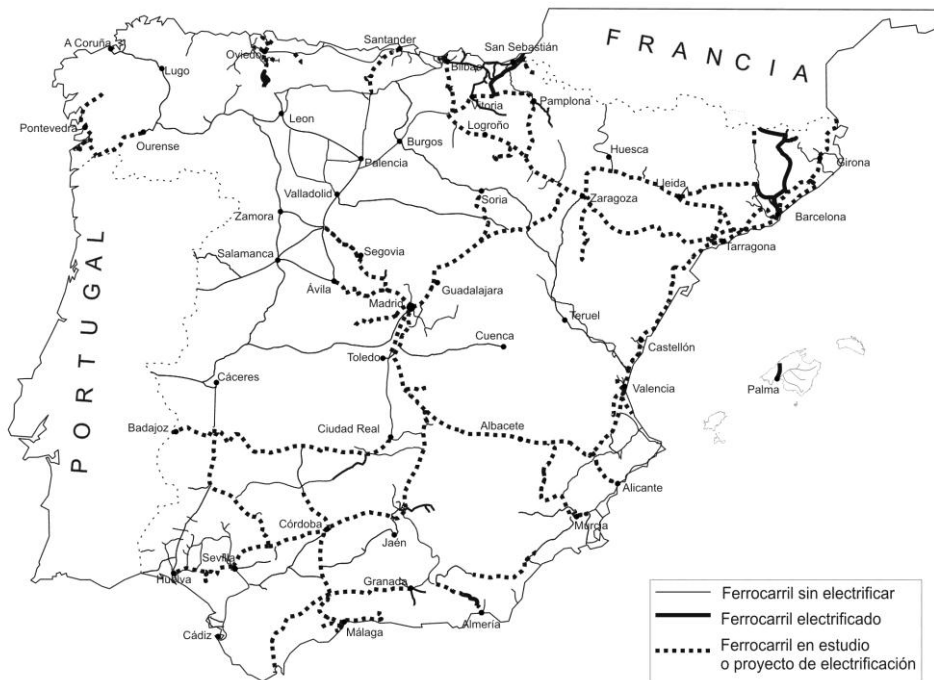 FRANCIA
A Coruña
Lugo
Oviedo
Santander
San Sebastián
Bilbao
Vitoria
Pamplona
Pontevedra
Ourense
Leon
Burgos
Logroño
Huesca
Girona
Palencia
Lleida
Valladolid
Soria
Zaragoza
Barcelona
Zamora
Tarragona
Salamanca
Segovia
Ávila
Guadalajara
Madrid
Teruel
Cuenca
Castellón
Toledo
PORTUGAL
Cáceres
Valencia
Palma
Badajoz
Ciudad Real
Albacete
Alicante
Córdoba
Murcia
Jaén
Sevilla
Huelva
Granada
Almería
Cádiz
Málaga
Ferrocarril sin electrificar
Ferrocarril electrificado
Ferrocarril en estudio
o proyecto de electrificación